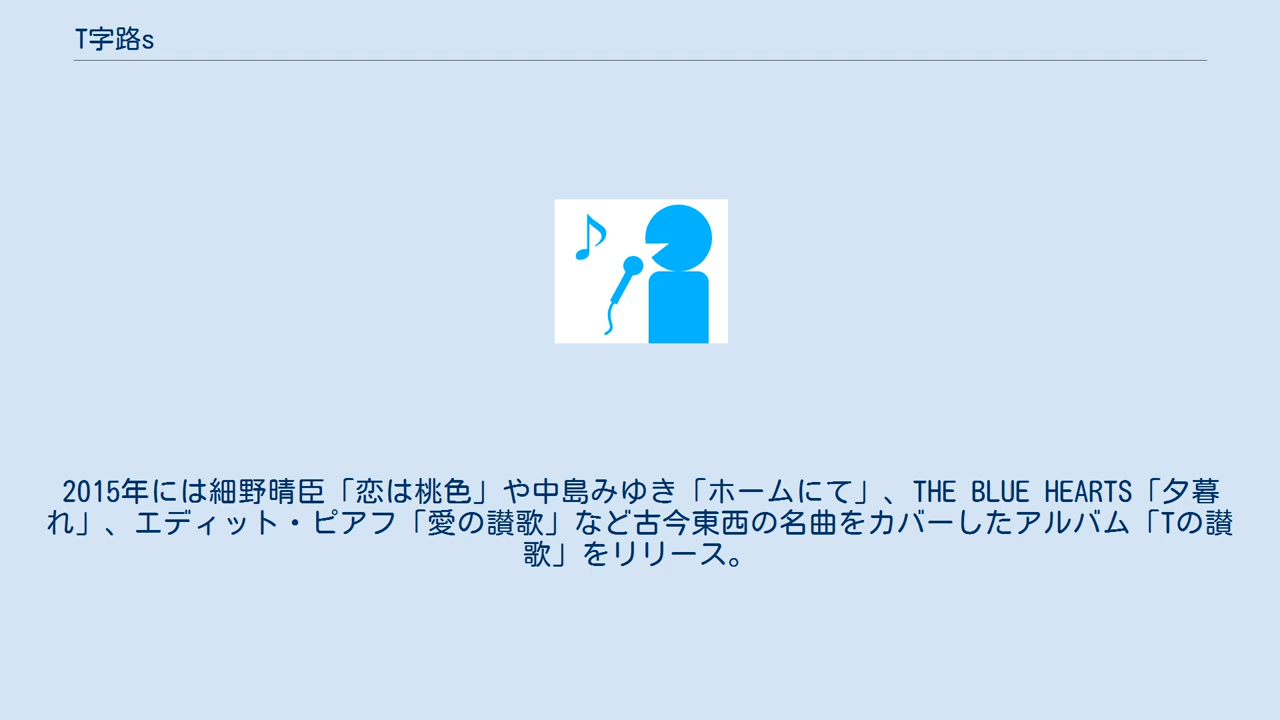 T字路s
2015年には細野晴臣「恋は桃色」や中島みゆき「ホームにて」、THE BLUE HEARTS「夕暮
れ」、エディット・ピアフ「愛の讃歌」など古今東西の名曲をカバーしたアルバム「Tの讃
歌」をリリース。